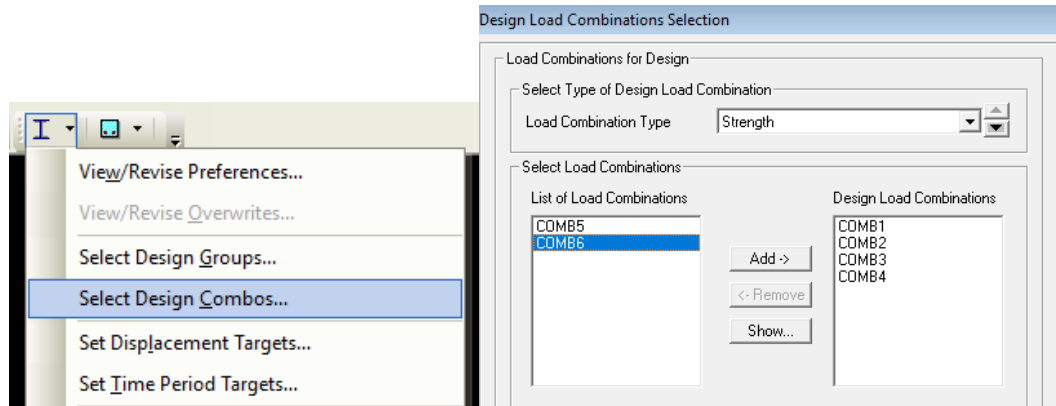 View/Revise Preferences...
View/Revise Overwrites...
Select Design Groups...
Select Design Combos...
Set Displacement Targets...
Set Time Period Targets...
Design Load Combinations Selection
Load Combinations for Design
Select Type of Design Load Combination
Load Combination Type Strength
Select Load Combinations
List of Load Combinations
COMB5
COMB6
Add ->
<- Remove
Show...
Design Load Combinations
COMB1
COMB2
COMB3
COMB4